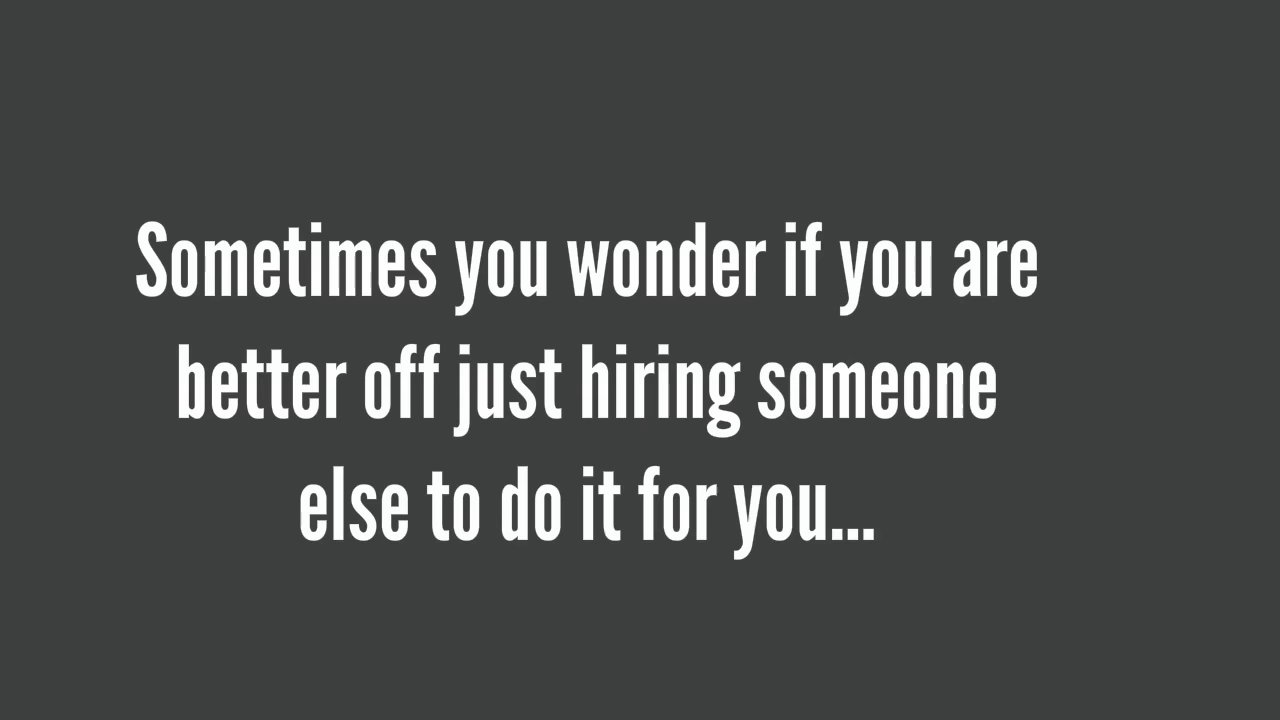 Sometimes you wonder if you are
better off just hiring someone
else to do it for you...